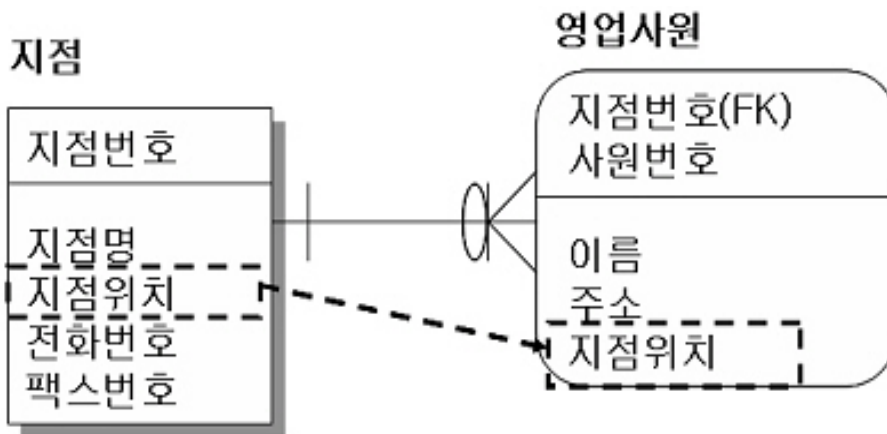 지점
지점번호
지점명
지점위치
전화번호
팩스번호
영업사원
지점번호(FK)
사원번호
이름
주소
지점위치